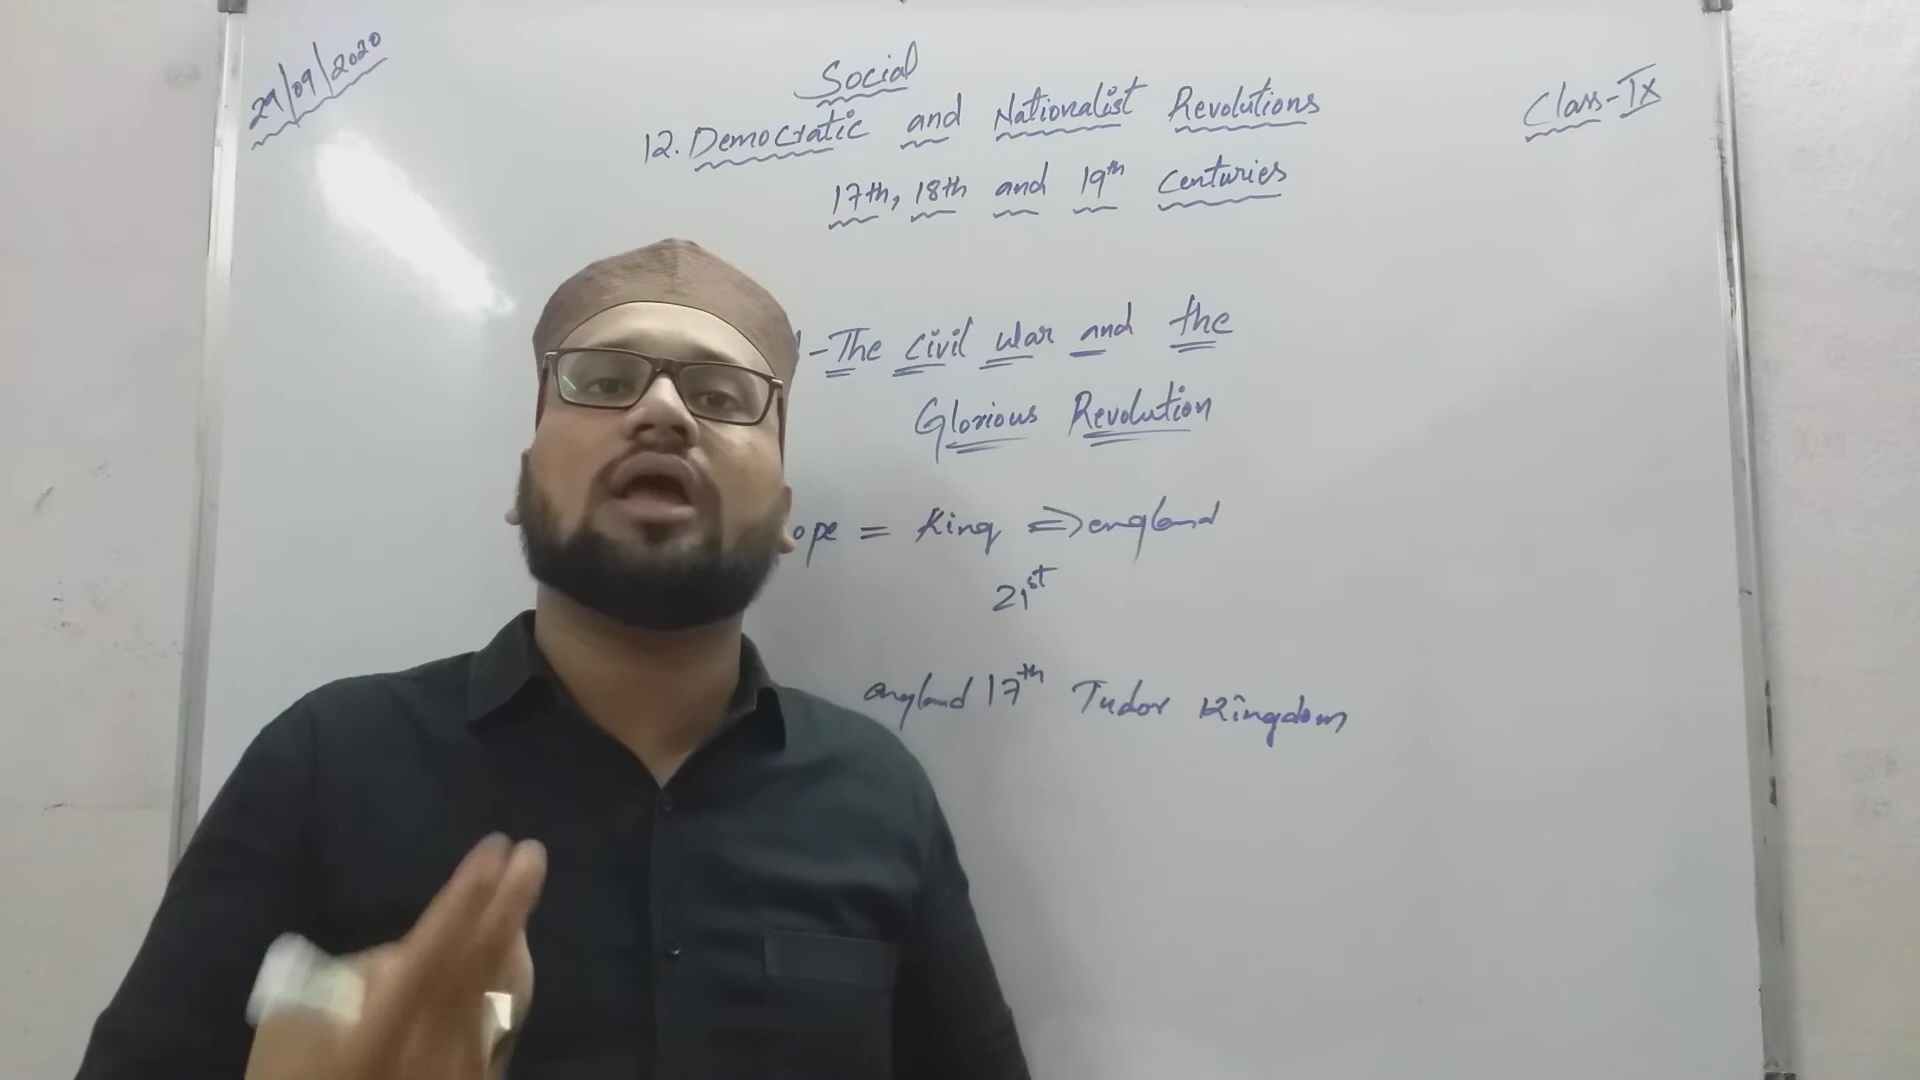 29/09/2020
Social
Class-IX
12. Democratic and Nationalist Revolutions
17th, 18th and 19th Centuries
-The Civil war and the
Glorious Revolution
ope = King => england
21st
england 17th Tudor Kingdom